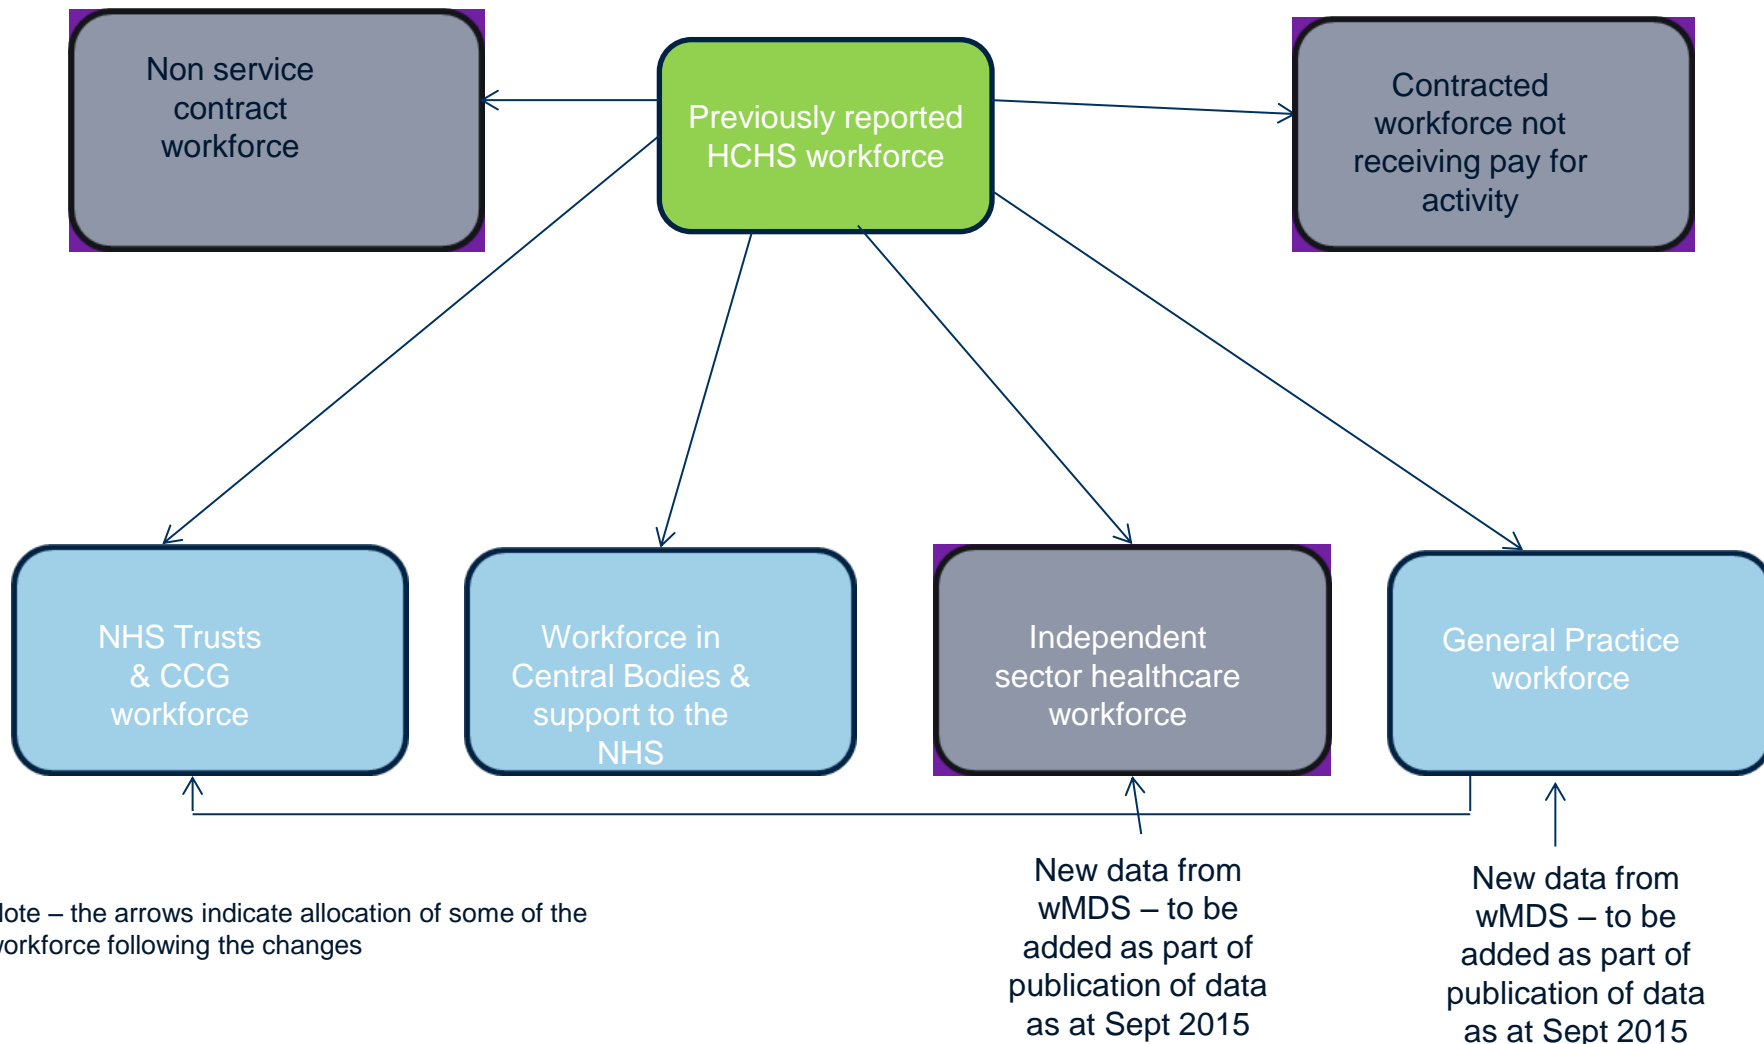 Non service
contract
workforce
Previously reported
HCHS workforce
Contracted
workforce not
receiving pay for
activity
NHS Trusts
& CCG
workforce
Workforce in
Central Bodies &
support to the
NHS
Independent
sector healthcare
workforce
General Practice
workforce
New data from
wMDS – to be
added as part of
publication of data
as at Sept 2015
New data from
wMDS – to be
added as part of
publication of data
as at Sept 2015
– the arrows indicate allocation of some of the
following the changes